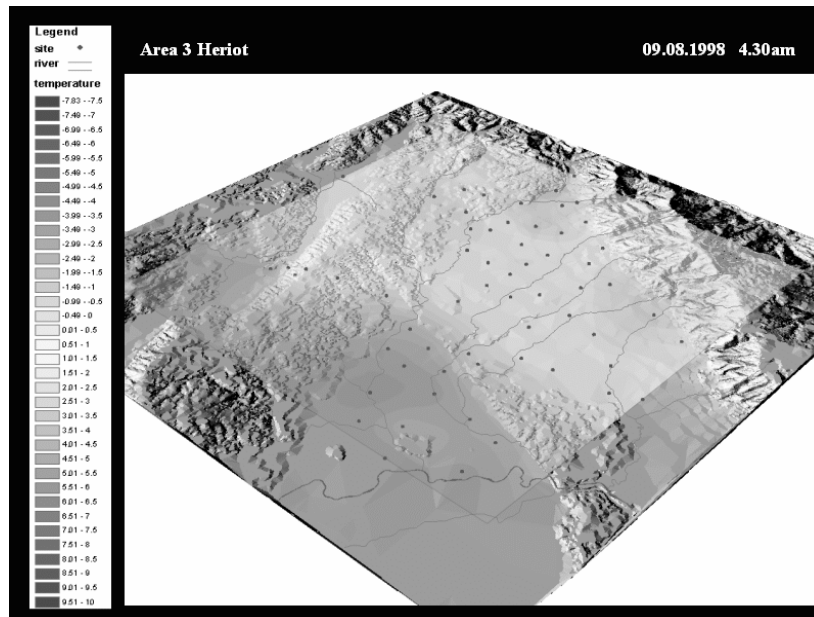 Legend
site
river
temperature
-7.83 - -7.5
-7.49 - -7
-6.99 - -6.5
-6.49 - -6
-5.99 - -5.5
-5.49 - -5
-4.99 - -4.5
-4.49 - -4
-3.99 - -3.5
-3.49 - -3
-2.99 - -2.5
-2.49 - -2
-1.99 - -1.5
-1.49 - -1
-0.99 - -0.5
-0.49 - 0
0.01 - 0.5
0.51 - 1
1.01 - 1.5
1.51 - 2
2.01 - 2.5
2.51 - 3
3.01 - 3.5
3.51 - 4
4.01 - 4.5
4.51 - 5
5.01 - 5.5
5.51 - 6
6.01 - 6.5
6.51 - 7
7.01 - 7.5
7.51 - 8
8.01 - 8.5
8.51 - 9
9.01 - 9.5
9.51 - 10
Area 3 Heriot
09.08.1998 4.30am